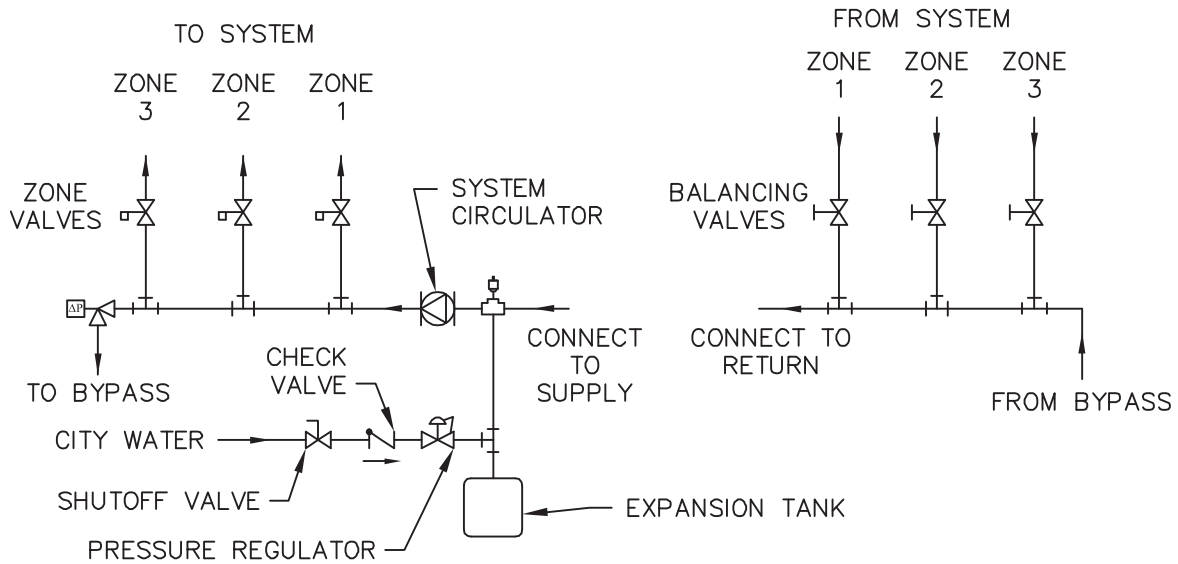 TO SYSTEM
ZONE
3
ZONE
2
ZONE
1
ZONE
VALVES
SYSTEM
CIRCULATOR
ΔP
TO BYPASS
CONNECT
TO
SUPPLY
CHECK
VALVE
CITY WATER
SHUTOFF VALVE
PRESSURE REGULATOR
EXPANSION TANK
FROM SYSTEM
ZONE
1
ZONE
2
ZONE
3
BALANCING
VALVES
CONNECT TO
RETURN
FROM BYPASS